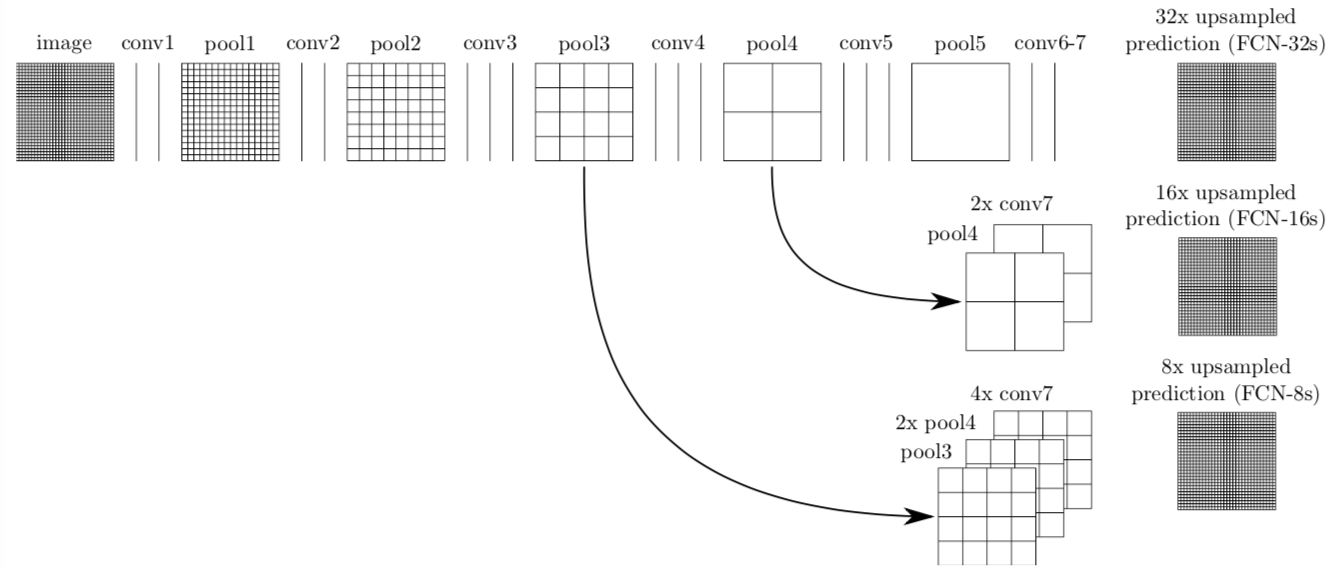 image
conv1
pool1
conv2
pool2
conv3
pool3
conv4
pool4
conv5
pool5
conv6-7
32x upsampled
prediction (FCN-32s)
2x conv7
pool4
16x upsampled
prediction (FCN-16s)
4x conv7
2x pool4
pool3
8x upsampled
prediction (FCN-8s)